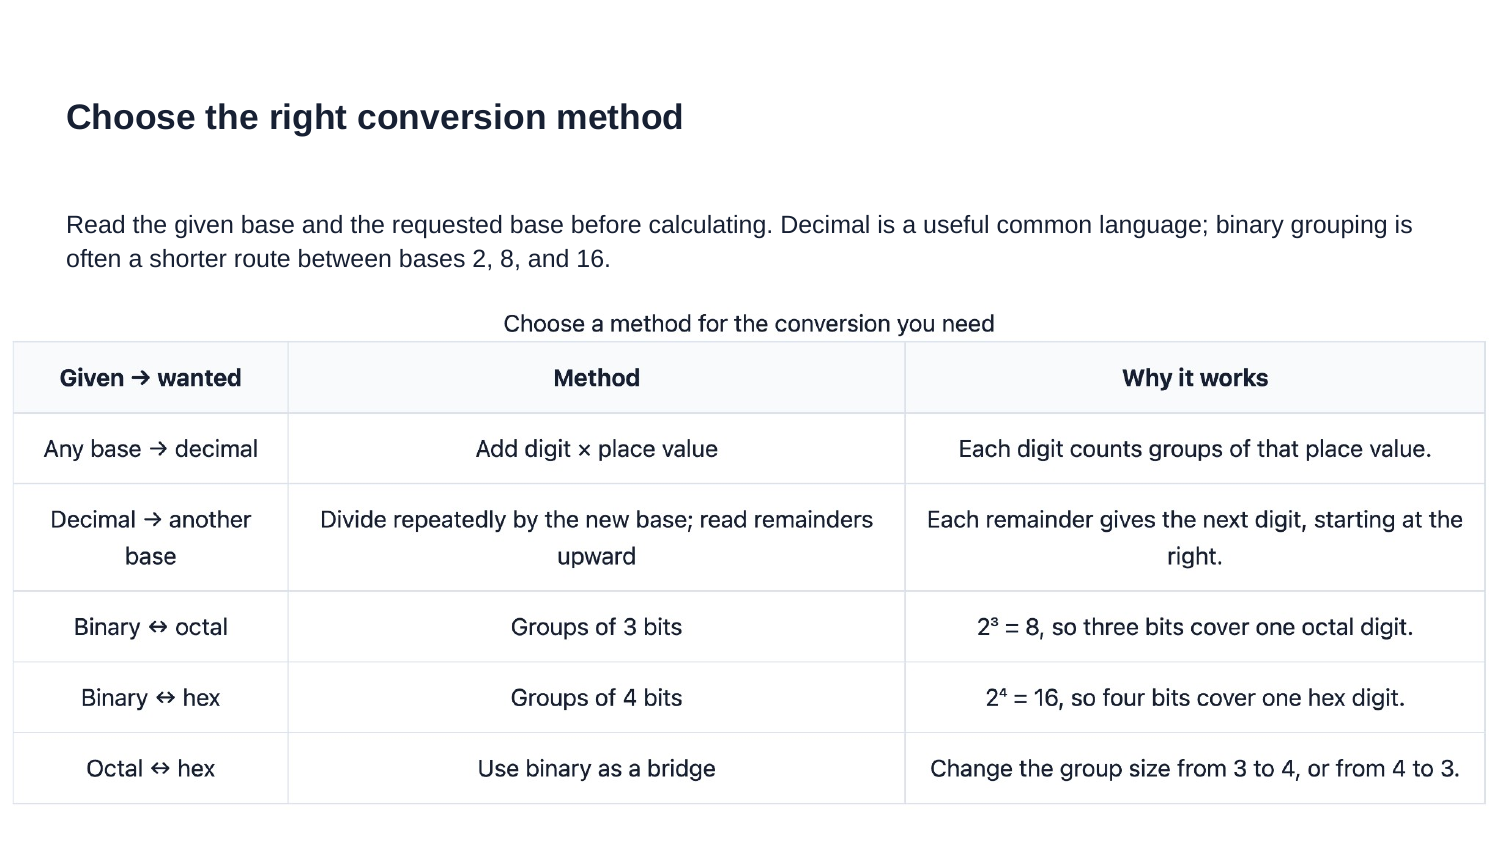 Choose the right conversion method
Read the given base and the requested base before calculating. Decimal is a useful common language; binary grouping is
often a shorter route between bases 2, 8, and 16.
Choose a method for the conversion you need
Given → wanted
Method
Why it works
Any base → decimal
Add digit × place value
Each digit counts groups of that place value.
Decimal → another
base
Divide repeatedly by the new base; read remainders
upward
Each remainder gives the next digit, starting at the
right.
Binary ↔ octal
Groups of 3 bits
2³ = 8, so three bits cover one octal digit.
Binary ↔ hex
Groups of 4 bits
2⁴ = 16, so four bits cover one hex digit.
Octal ↔ hex
Use binary as a bridge
Change the group size from 3 to 4, or from 4 to 3.